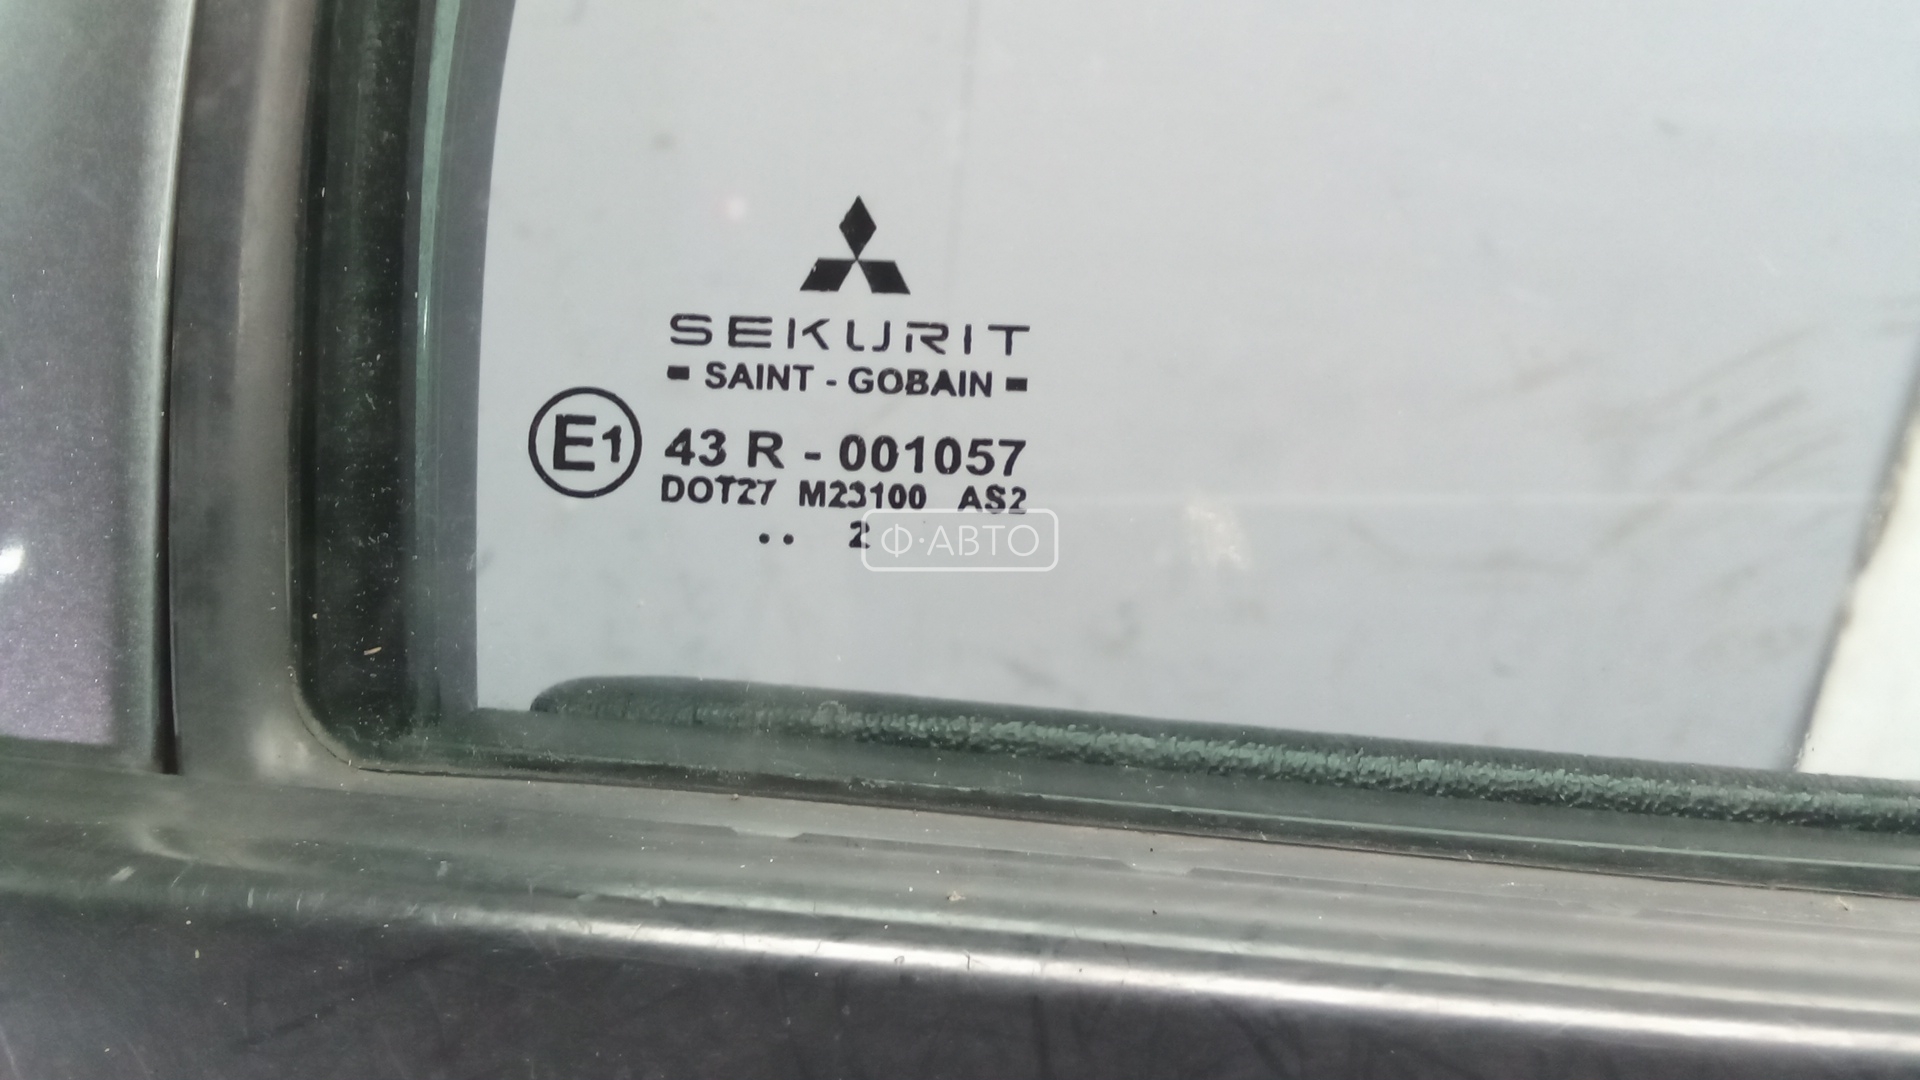 SEKURIT
SAINT - GOBAIN
E1
43 R - 001057
DOT27 M23100 AS2
.. 2
Ф·АВТО